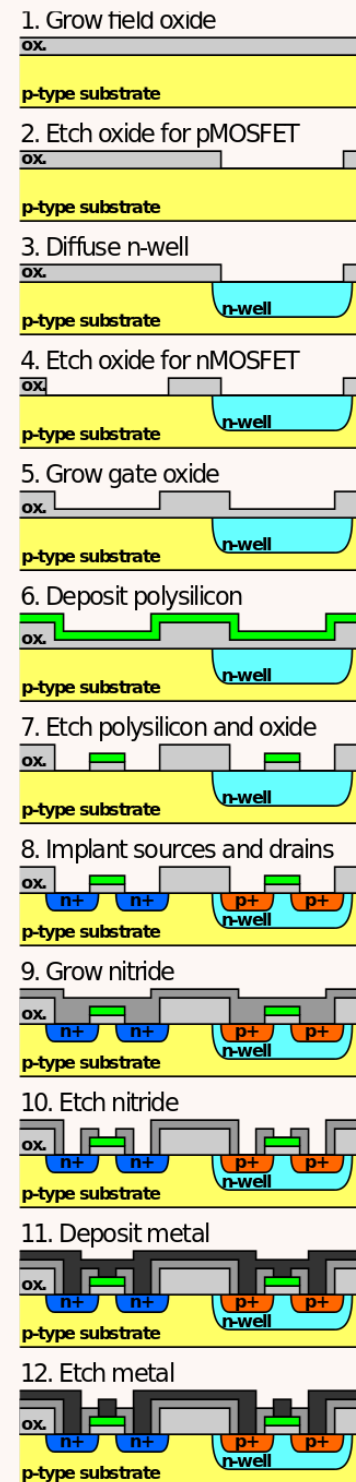 1. Grow field oxide
ox.
p-type substrate
2. Etch oxide for pMOSFET
ox.
p-type substrate
3. Diffuse n-well
ox.
n-well
p-type substrate
4. Etch oxide for nMOSFET
ox.
n-well
p-type substrate
5. Grow gate oxide
ox.
n-well
p-type substrate
6. Deposit polysilicon
ox.
n-well
p-type substrate
7. Etch polysilicon and oxide
ox.
n-well
p-type substrate
8. Implant sources and drains
ox.
n+ n+ p+ p+
n-well
p-type substrate
9. Grow nitride
ox.
n+ n+ p+ p+
n-well
p-type substrate
10. Etch nitride
ox.
n+ n+ p+ p+
n-well
p-type substrate
11. Deposit metal
ox.
n+ n+ p+ p+
n-well
p-type substrate
12. Etch metal
ox.
n+ n+ p+ p+
n-well
p-type substrate